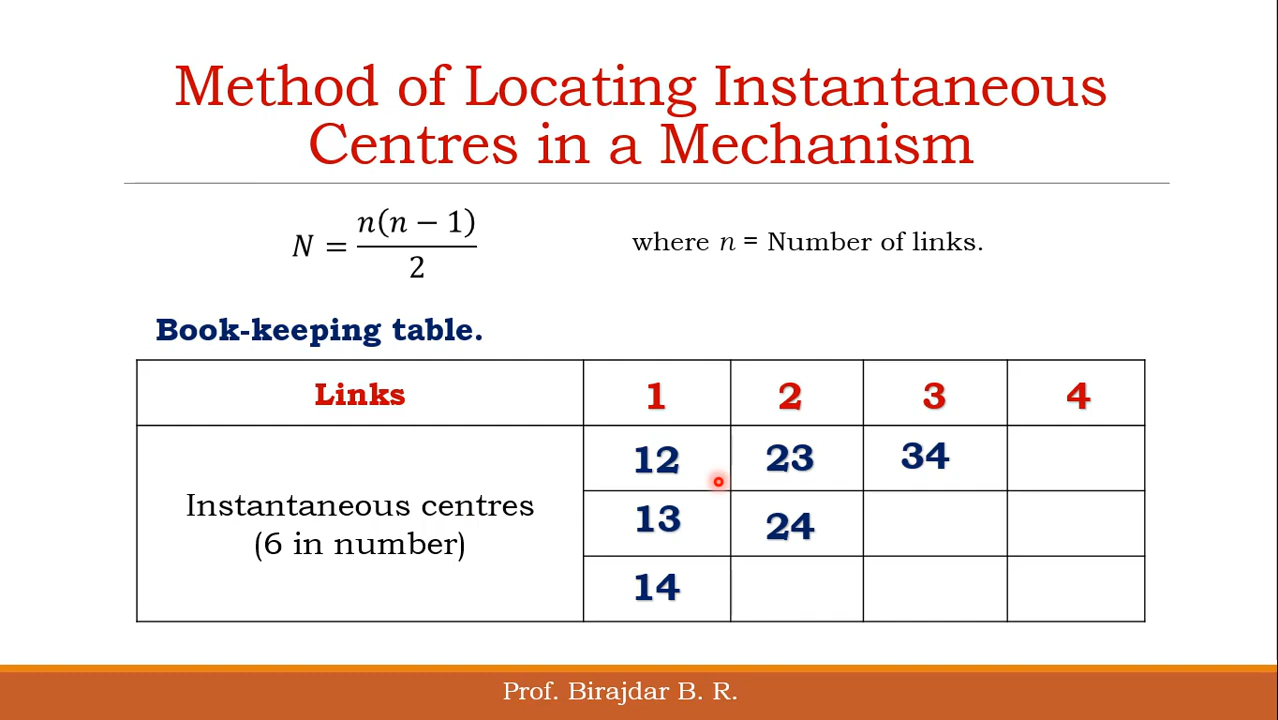 Method of Locating Instantaneous
Centres in a Mechanism
N = n(n − 1)/2
where n = Number of links.
Book-keeping table.
Links 1 2 3 4
Instantaneous centres
(6 in number)
12 23 34
13 24
14
Prof. Birajdar B. R.